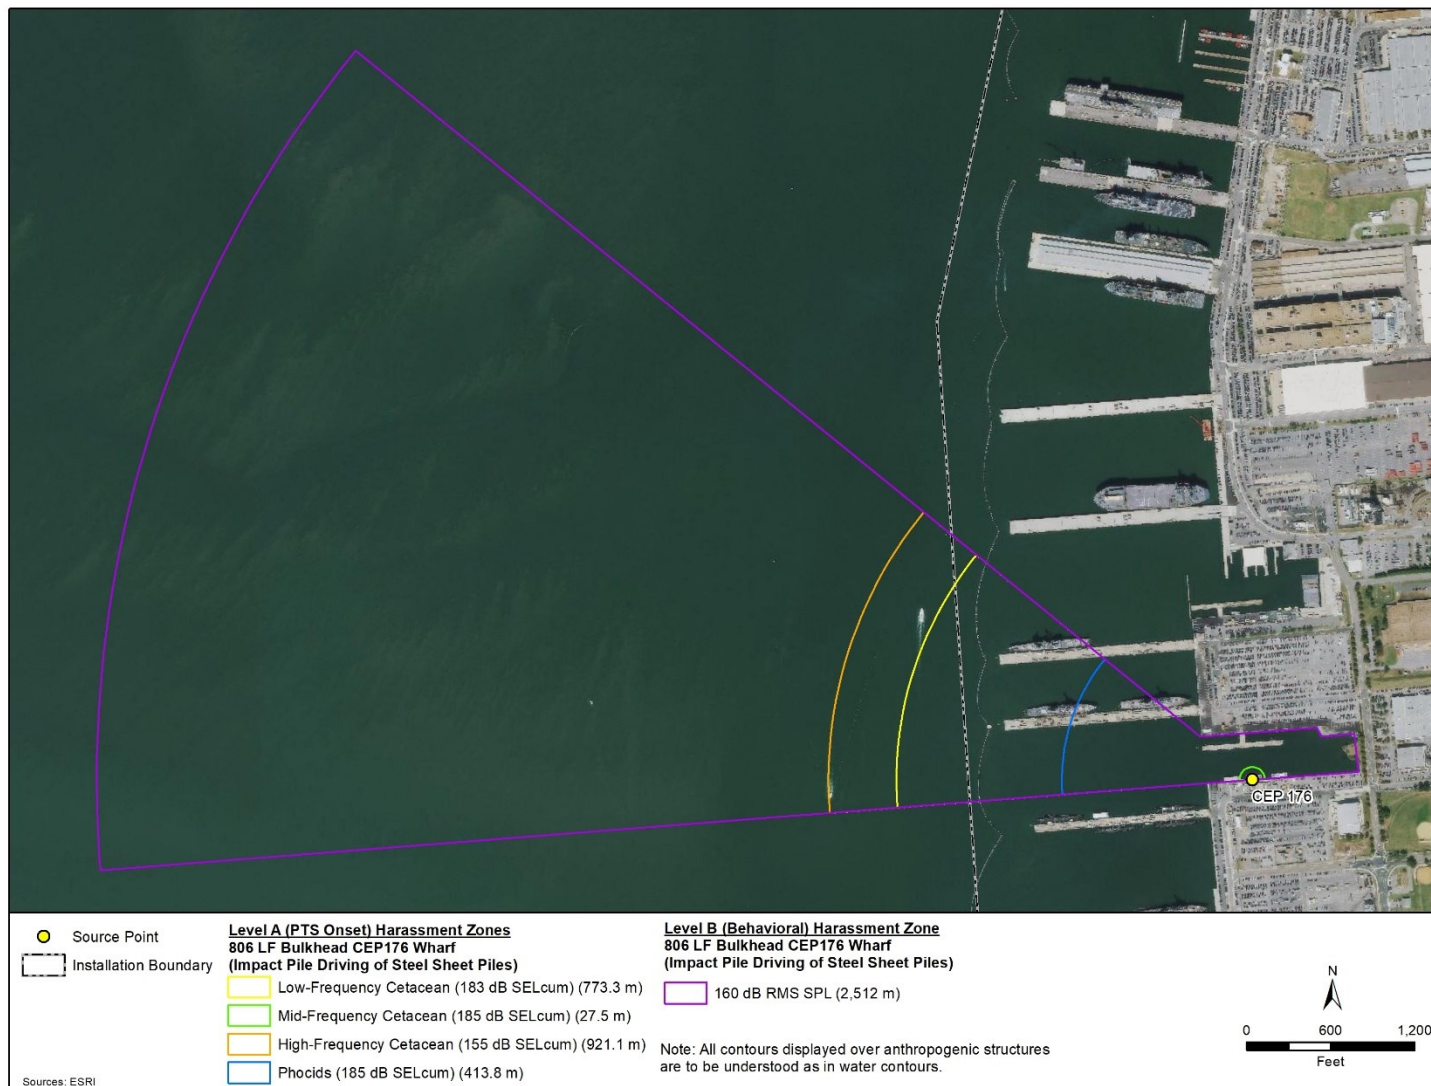 CEP 176
Source Point
Installation Boundary
Level A (PTS Onset) Harassment Zones
806 LF Bulkhead CEP176 Wharf
(Impact Pile Driving of Steel Sheet Piles)
Low-Frequency Cetacean (183 dB SELcum) (773.3 m)
Mid-Frequency Cetacean (185 dB SELcum) (27.5 m)
High-Frequency Cetacean (155 dB SELcum) (921.1 m)
Phocids (185 dB SELcum) (413.8 m)
Level B (Behavioral) Harassment Zone
806 LF Bulkhead CEP176 Wharf
(Impact Pile Driving of Steel Sheet Piles)
160 dB RMS SPL (2,512 m)
Note: All contours displayed over anthropogenic structures
are to be understood as in water contours.
N
0 600 1,200
Feet
Sources: ESRI